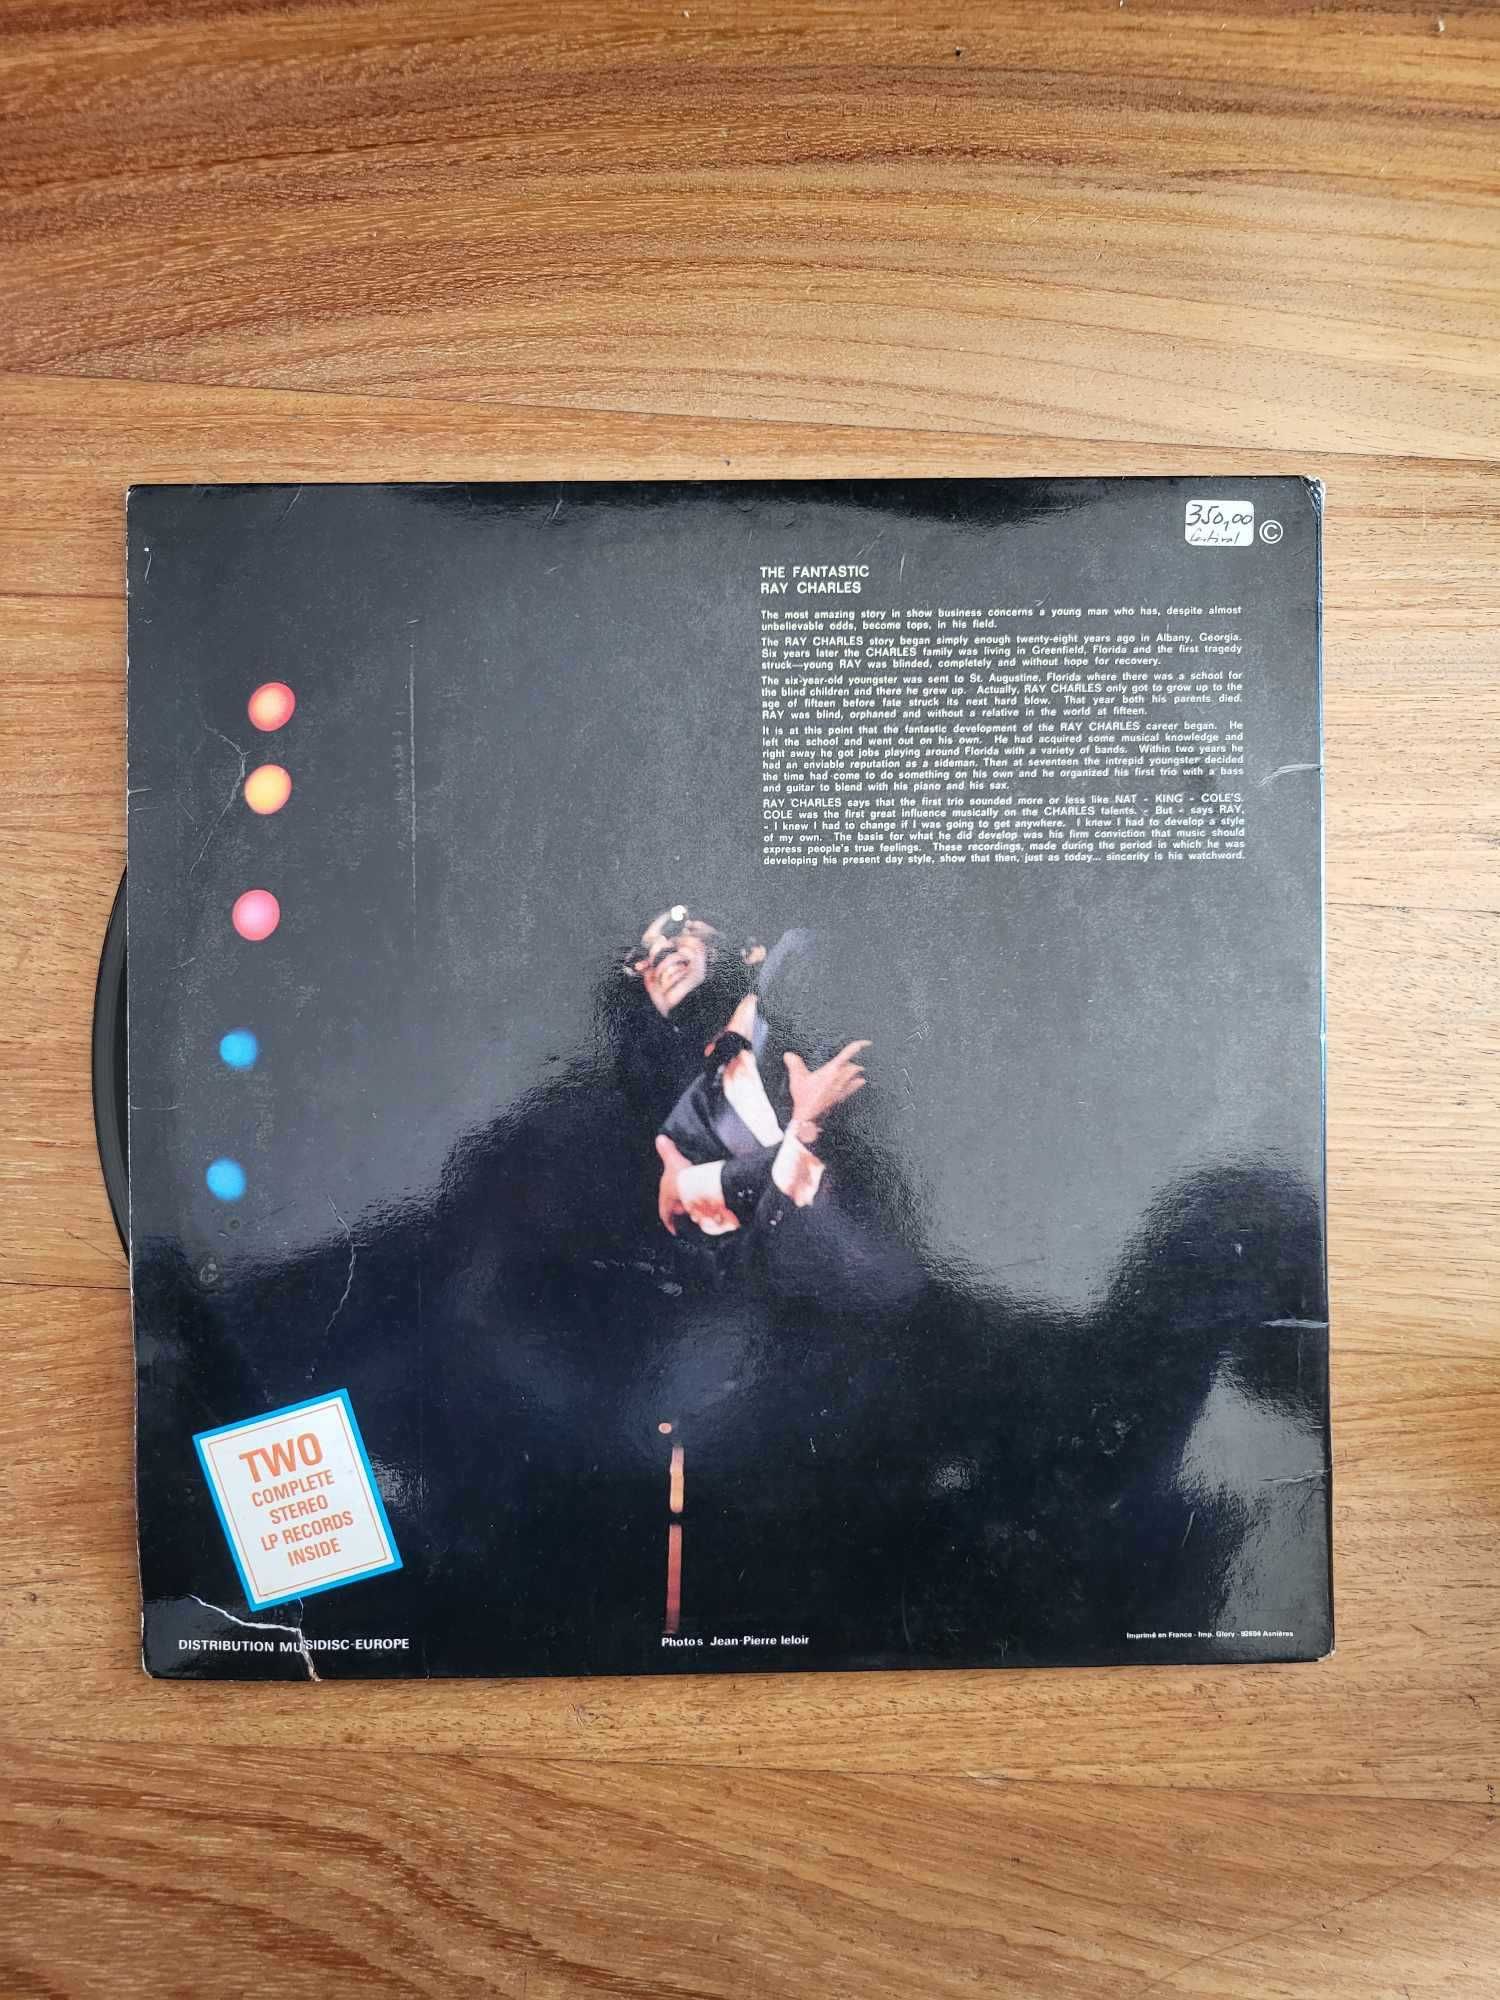 350,00
©
THE FANTASTIC
RAY CHARLES
The most amazing story in show business concerns a young man who has, despite almost
unbelievable odds, become tops, in his field.
The RAY CHARLES story began simply enough twenty-eight years ago in Albany, Georgia.
Six years later the CHARLES family was living in Greenfield, Florida and the first tragedy
struck—young RAY was blinded, completely and without hope for recovery.
The six-year-old youngster was sent to St. Augustine, Florida where there was a school for
the blind children and there he grew up. Actually, RAY CHARLES only got to grow up to the
age of fifteen before fate struck its next hard blow. That year both his parents died.
RAY was blind, orphaned and without a relative in the world at fifteen.
It is at this point that the fantastic development of the RAY CHARLES career began. He
left the school and went out on his own. He had acquired some musical knowledge and
right away he got jobs playing around Florida with a variety of bands. Within two years he
had an enviable reputation as a sideman. Then at seventeen the intrepid youngster decided
the time had come to do something on his own and he organized his first trio with a bass
and guitar to blend with his piano and his sax.
RAY CHARLES says that the first trio sounded more or less like NAT - KING - COLE'S.
COLE was the first great influence musically on the CHARLES talents. - But - says RAY,
- I knew I had to change if I was going to get anywhere. I knew I had to develop a style
of my own. The basis for what he did develop was his firm conviction that music should
express people's true feelings. These recordings, made during the period in which he was
developing his present day style, show that then, just as today... sincerity is his watchword.
TWO
COMPLETE
STEREO
LP RECORDS
INSIDE
DISTRIBUTION MUSIDISC-EUROPE
Photos Jean-Pierre leloir
Imprimé en France - Imp. Glory - 92604 Asnières